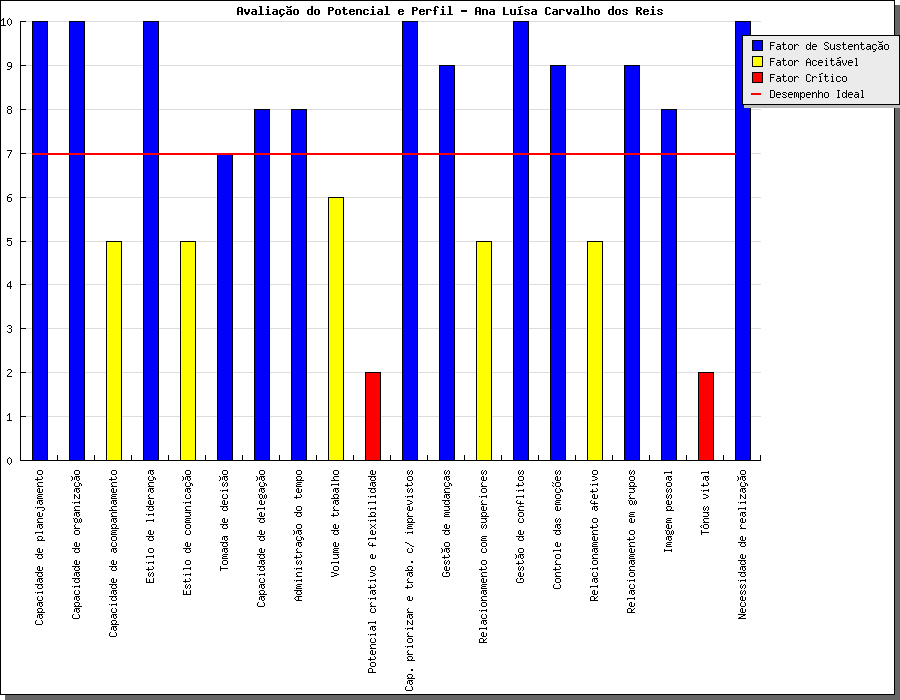 Avaliação do Potencial e Perfil - Ana Luísa Carvalho dos Reis
Fator de Sustentação
Fator Aceitável
Fator Crítico
Desempenho Ideal
10
9
8
7
6
5
4
3
2
1
0
Capacidade de planejamento
Capacidade de organização
Capacidade de acompanhamento
Estilo de liderança
Estilo de comunicação
Tomada de decisão
Capacidade de delegação
Administração do tempo
Volume de trabalho
Potencial criativo e flexibilidade
Cap. priorizar e trab. c/ imprevistos
Gestão de mudanças
Relacionamento com superiores
Gestão de conflitos
Controle das emoções
Relacionamento afetivo
Relacionamento em grupos
Imagem pessoal
Tônus vital
Necessidade de realização